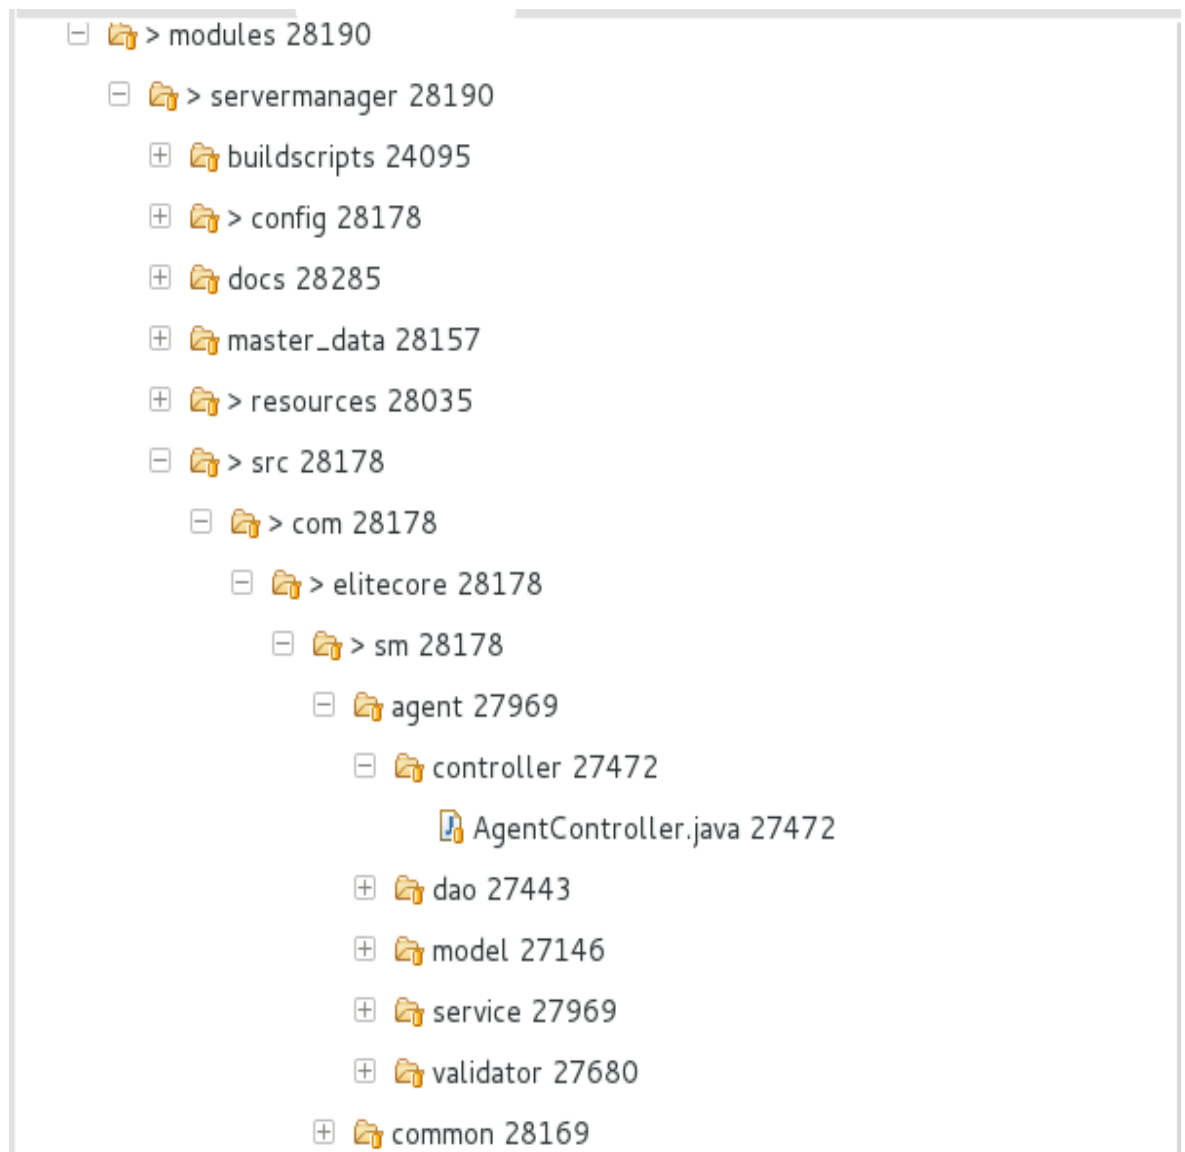 > modules 28190
> servermanager 28190
buildscripts 24095
> config 28178
docs 28285
master_data 28157
> resources 28035
> src 28178
> com 28178
> elitecore 28178
> sm 28178
agent 27969
controller 27472
AgentController.java 27472
dao 27443
model 27146
service 27969
validator 27680
common 28169